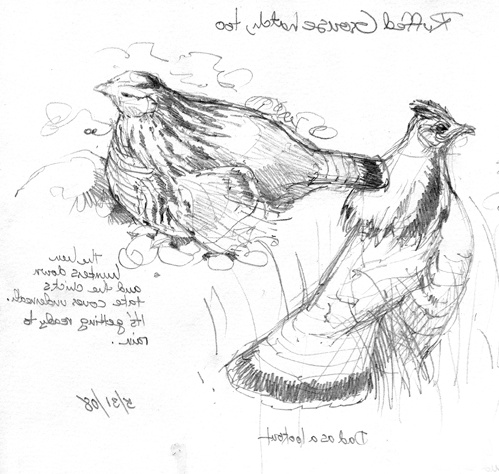 Ruffed Grouse hatch, too
the hen
hunkers down
and the chicks
take cover underneath.
It's getting ready to
rain.
5/31/08
Dad as a lookout